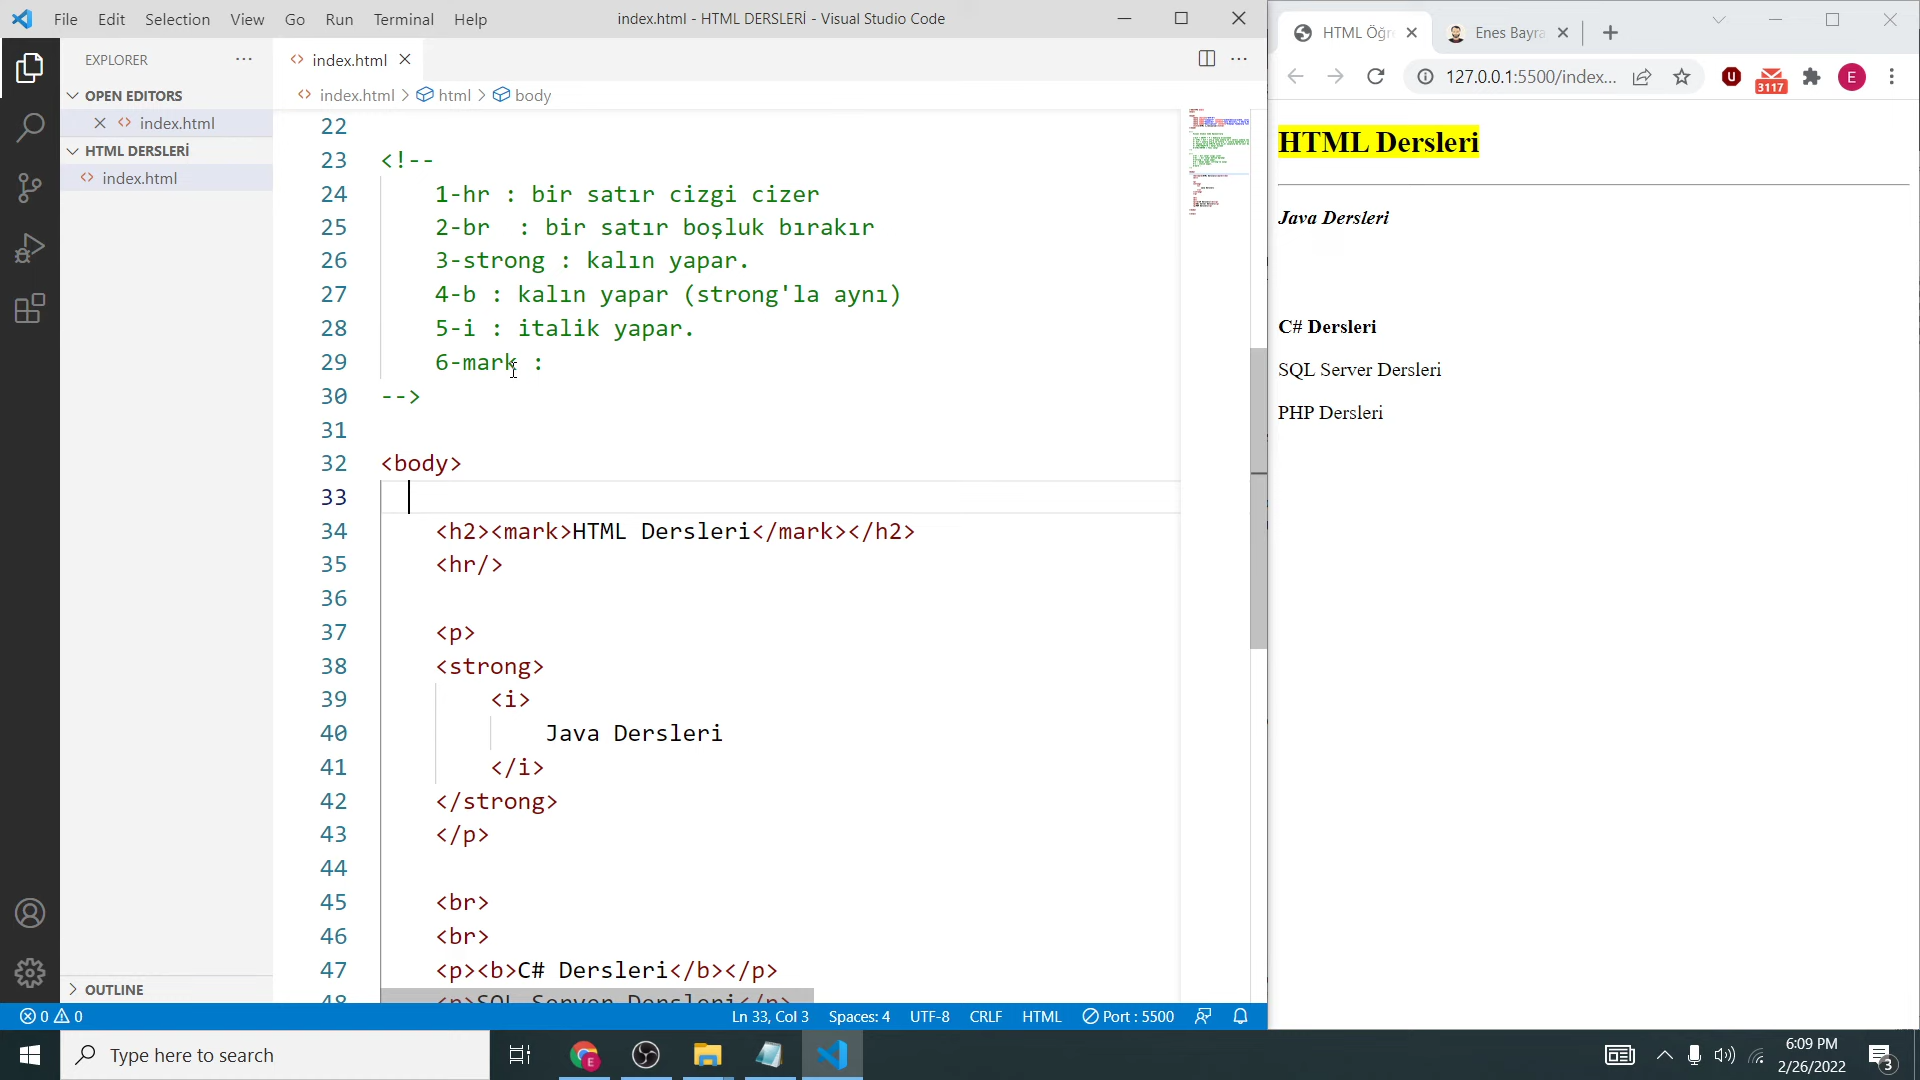 File Edit Selection View Go Run Terminal Help
index.html - HTML DERSLERİ - Visual Studio Code
EXPLORER
OPEN EDITORS
index.html
HTML DERSLERİ
index.html
OUTLINE
index.html
index.html > html > body
22
23 <!--
24 1-hr : bir satır cizgi cizer
25 2-br  : bir satır boşluk bırakır
26 3-strong : kalın yapar.
27 4-b : kalın yapar (strong'la aynı)
28 5-i : italik yapar.
29 6-mark :
30 -->
31
32 <body>
33
34 <h2><mark>HTML Dersleri</mark></h2>
35 <hr/>
36
37 <p>
38 <strong>
39 <i>
40 Java Dersleri
41 </i>
42 </strong>
43 </p>
44
45 <br>
46 <br>
47 <p><b>C# Dersleri</b></p>
48 <p>SQL Server Dersleri</p>
0 0
Ln 33, Col 3 Spaces: 4 UTF-8 CRLF HTML Port : 5500
HTML Öğr
Enes Bayra
127.0.0.1:5500/index...
3117
E
HTML Dersleri
Java Dersleri
C# Dersleri
SQL Server Dersleri
PHP Dersleri
Type here to search
6:09 PM
2/26/2022
3